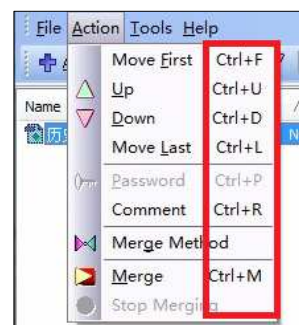 File Action Tools Help
Move First Ctrl+F
Name Up Ctrl+U
Down Ctrl+D
历 N
Move Last Ctrl+L
Password Ctrl+P
Comment Ctrl+R
Merge Method
Merge Ctrl+M
Stop Merging